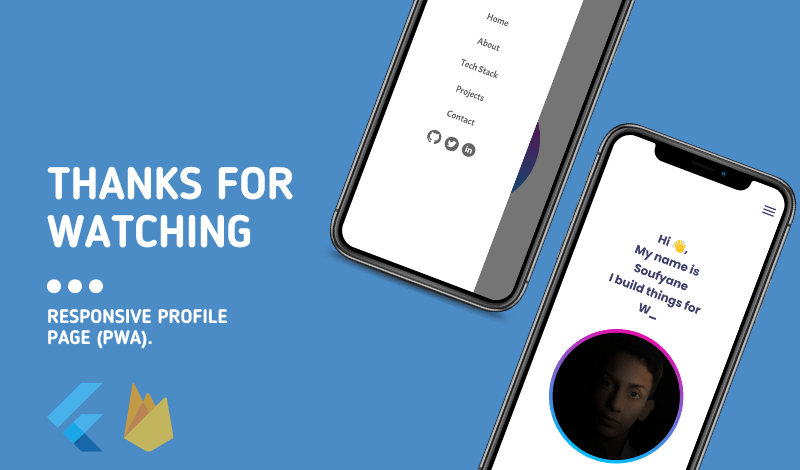 THANKS FOR
WATCHING
RESPONSIVE PROFILE
PAGE (PWA).
Home
About
Tech Stack
Projects
Contact
in
Hi 👋,
My name is
Soufyane
I build things for
W_